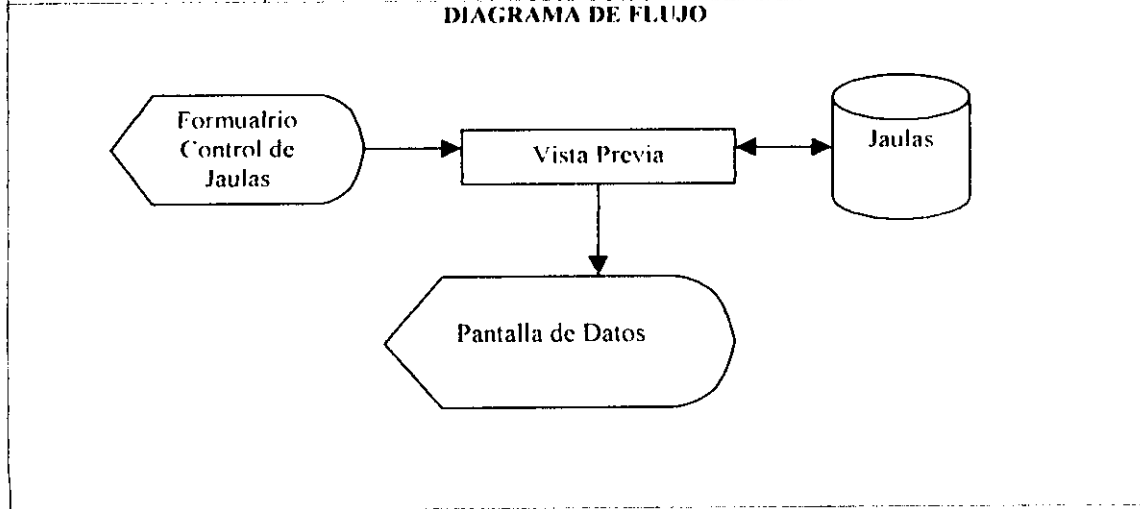 DIAGRAMA DE FLUJO
Formualrio
Control de
Jaulas
Vista Previa
Jaulas
Pantalla de Datos